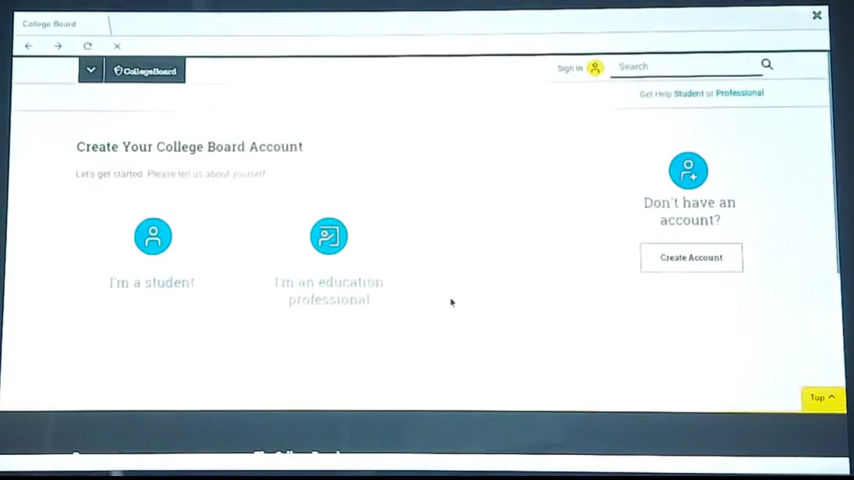 College Board
CollegeBoard
Sign In
Search
Get Help Student or Professional
Create Your College Board Account
Let's get started. Please tell us about yourself
I'm a student
I'm an education
professional
Don't have an
account?
Create Account
Top